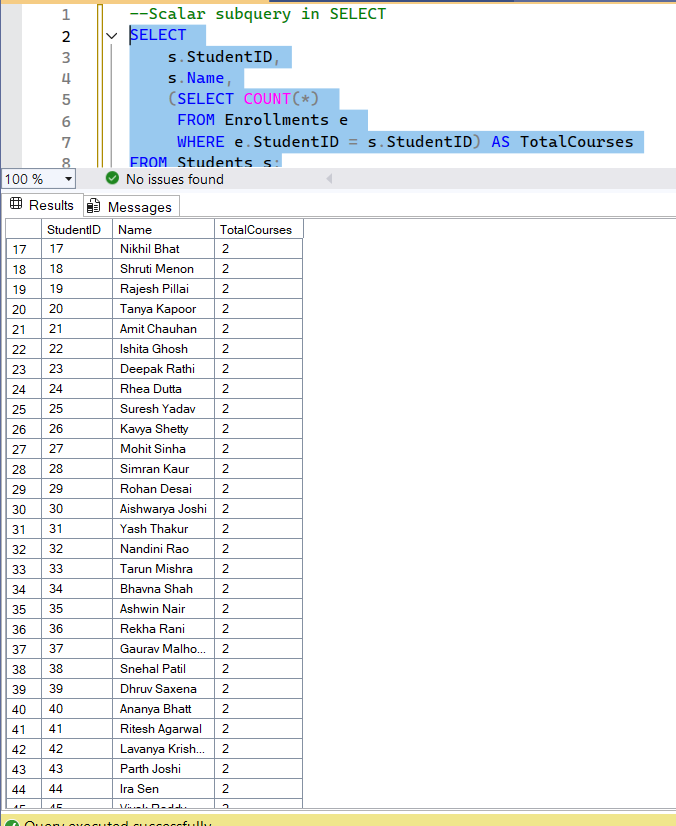 1 --Scalar subquery in SELECT
2 SELECT
3 s.StudentID,
4 s.Name,
5 (SELECT COUNT(*)
6 FROM Enrollments e
7 WHERE e.StudentID = s.StudentID) AS TotalCourses
8 FROM Students s;
100 % No issues found
Results Messages
StudentID Name TotalCourses
17 17 Nikhil Bhat 2
18 18 Shruti Menon 2
19 19 Rajesh Pillai 2
20 20 Tanya Kapoor 2
21 21 Amit Chauhan 2
22 22 Ishita Ghosh 2
23 23 Deepak Rathi 2
24 24 Rhea Dutta 2
25 25 Suresh Yadav 2
26 26 Kavya Shetty 2
27 27 Mohit Sinha 2
28 28 Simran Kaur 2
29 29 Rohan Desai 2
30 30 Aishwarya Joshi 2
31 31 Yash Thakur 2
32 32 Nandini Rao 2
33 33 Tarun Mishra 2
34 34 Bhavna Shah 2
35 35 Ashwin Nair 2
36 36 Rekha Rani 2
37 37 Gaurav Malho... 2
38 38 Snehal Patil 2
39 39 Dhruv Saxena 2
40 40 Ananya Bhatt 2
41 41 Ritesh Agarwal 2
42 42 Lavanya Krish... 2
43 43 Parth Joshi 2
44 44 Ira Sen 2
45 45 Vivek Reddy 2
Query executed successfully